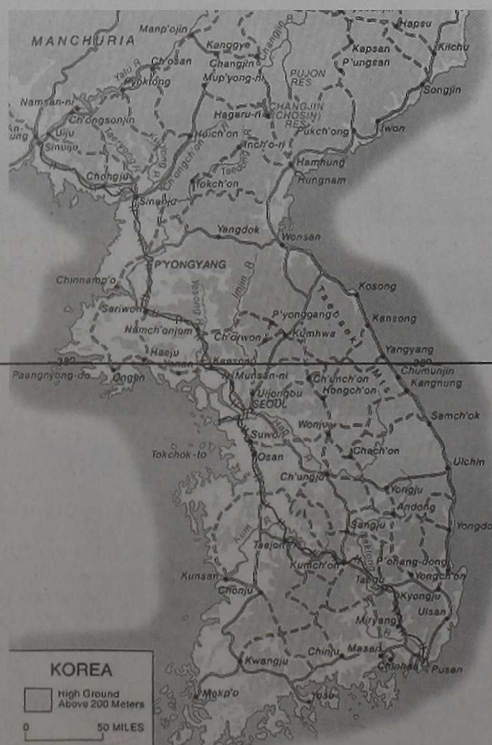 Manp'ojin
Hapsu
MANCHURIA
Kanggye
Kapsan
Kilchu
Changjin
Changjin R
P'ungsan
Ch'osan
Yalu R
Mup'yong-ni
PUJON
RES
Songjin
Pyoktong
Namsan-ni
CHANGJIN
(CHOSIN)
RES
Hagaru-ri
Ch'ongsonjin
Iwon
Pukch'ong
Uiju
Huich'on
Inch'o-ri
Sinuiju
Hamhung
Chongju
Hungnam
Tokch'on
Sinanju
Yangdok
Wonsan
P'YONGYANG
Imjin R
Chinnamp'o
Kosong
Sariwon
Kansong
P'yonggang
Namch'onjom
Ch'orwon
Kumhwa
Yangyang
Haeju
Chumunjin
Munsan-ni
Paengnyong-do
Ongjin
Ch'unch'on
Kangnung
Hongch'on
Uijongbu
SEOUL
Samch'ok
Wonju
Suwon
Tokchok-to
Osan
Chech'on
Ulchin
Ch'ungju
Yongju
Andong
Sangju
Kum
Yongdo
Taejon
P'ohang-dong
Kumch'on
Kunsan
Taegu
Yongch'on
Chonju
Kyongju
Ulsan
Miryang
Chinju
Masan
Kwangju
Chinhae
Pusan
Mokp'o
Yosu
KOREA
High Ground
Above 200 Meters
0 50 MILES